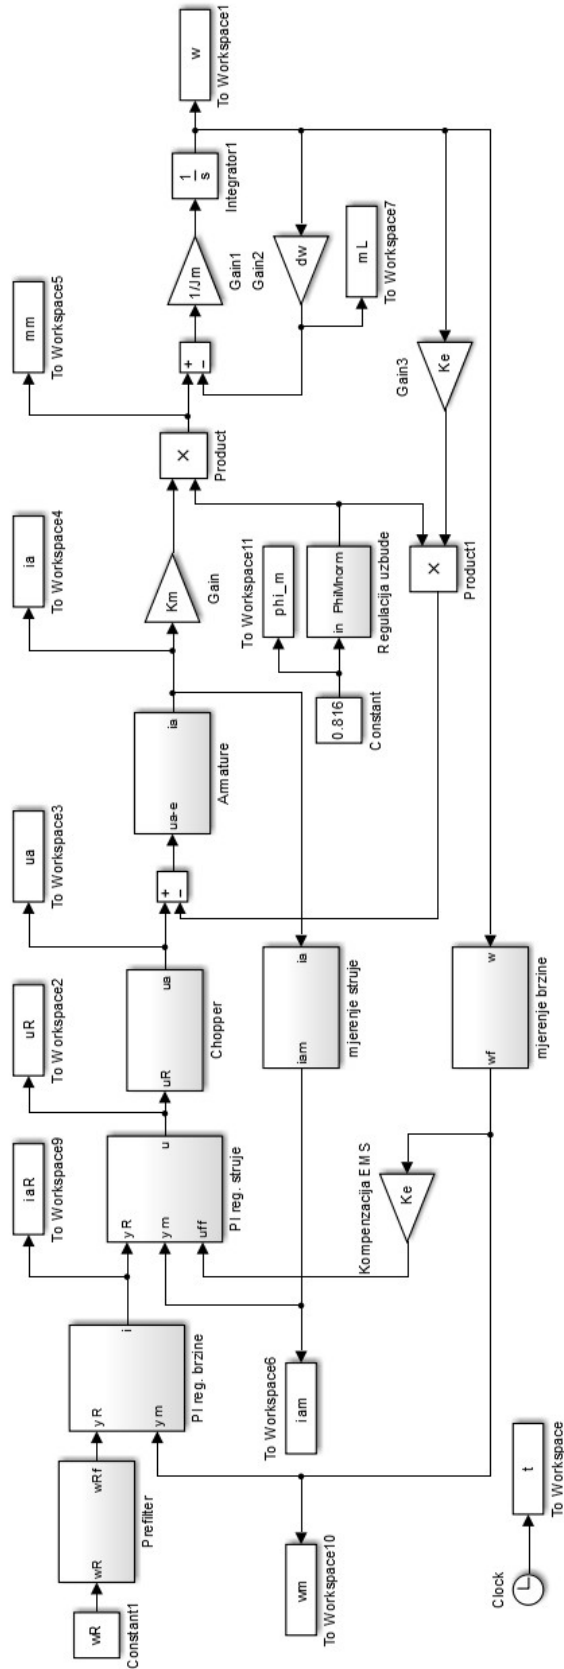 wR
Constant1
wR
wRf
Prefilter
y R
y m
i
PI reg. brzine
iaR
To Workspace9
y R
y m
uff
u
PI reg. struje
uR
To Workspace2
uR
ua
Chopper
ua
To Workspace3
+
−
ua-e
ia
Armature
ia
To Workspace4
Km
Gain
×
Product
mm
To Workspace5
+
−
1/Jm
Gain1
Gain2
1
s
Integrator1
w
To Workspace1
dw
mL
To Workspace7
Gain3
Ke
×
Product1
To Workspace11
phi_m
in
PhiMnorm
Regulacija uzbude
0.816
Constant
iam
ia
mjerenje struje
wf
w
mjerenje brzine
Kompenzacija EMS
Ke
To Workspace6
iam
wm
To Workspace10
Clock
t
To Workspace